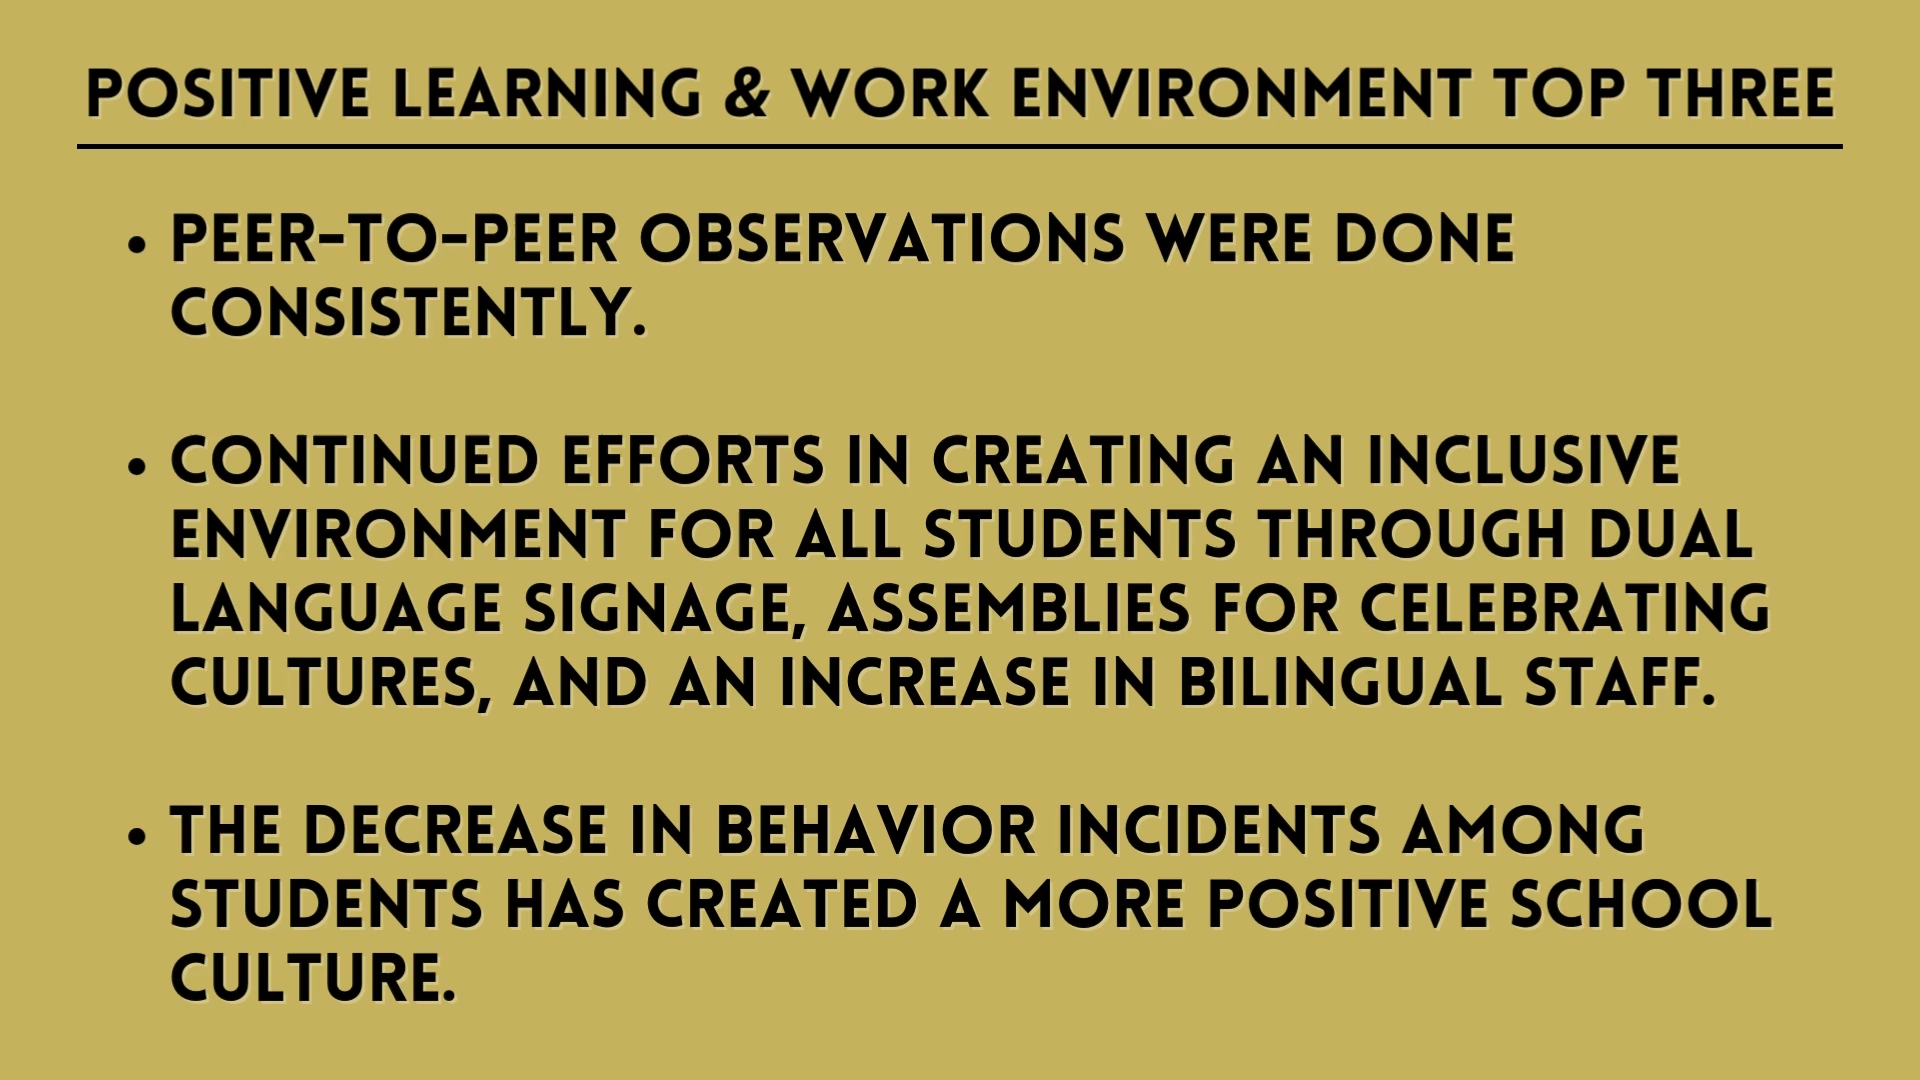 POSITIVE LEARNING & WORK ENVIRONMENT TOP THREE
• PEER-TO-PEER OBSERVATIONS WERE DONE
CONSISTENTLY.
• CONTINUED EFFORTS IN CREATING AN INCLUSIVE
ENVIRONMENT FOR ALL STUDENTS THROUGH DUAL
LANGUAGE SIGNAGE, ASSEMBLIES FOR CELEBRATING
CULTURES, AND AN INCREASE IN BILINGUAL STAFF.
• THE DECREASE IN BEHAVIOR INCIDENTS AMONG
STUDENTS HAS CREATED A MORE POSITIVE SCHOOL
CULTURE.